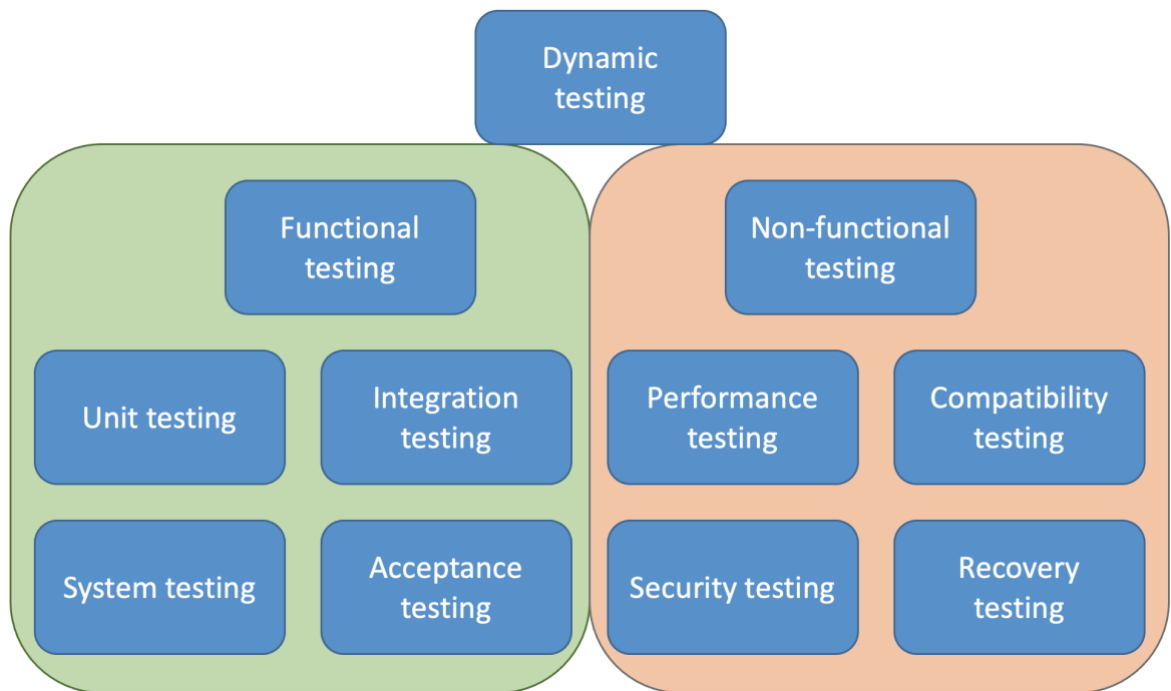 Dynamic
testing
Functional
testing
Non-functional
testing
Unit testing
Integration
testing
Performance
testing
Compatibility
testing
System testing
Acceptance
testing
Security testing
Recovery
testing